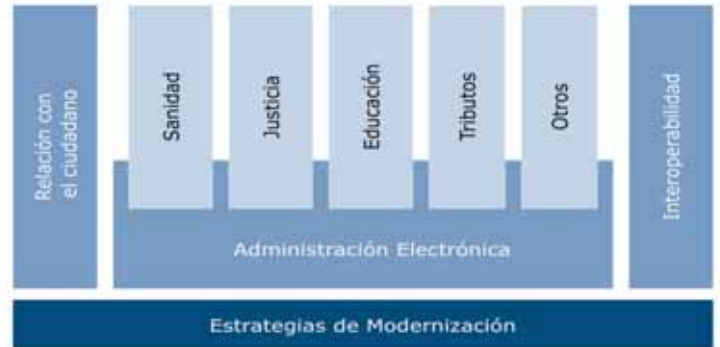 Relación con
el ciudadano
Sanidad
Justicia
Educación
Tributos
Otros
Interoperabilidad
Administración Electrónica
Estrategias de Modernización